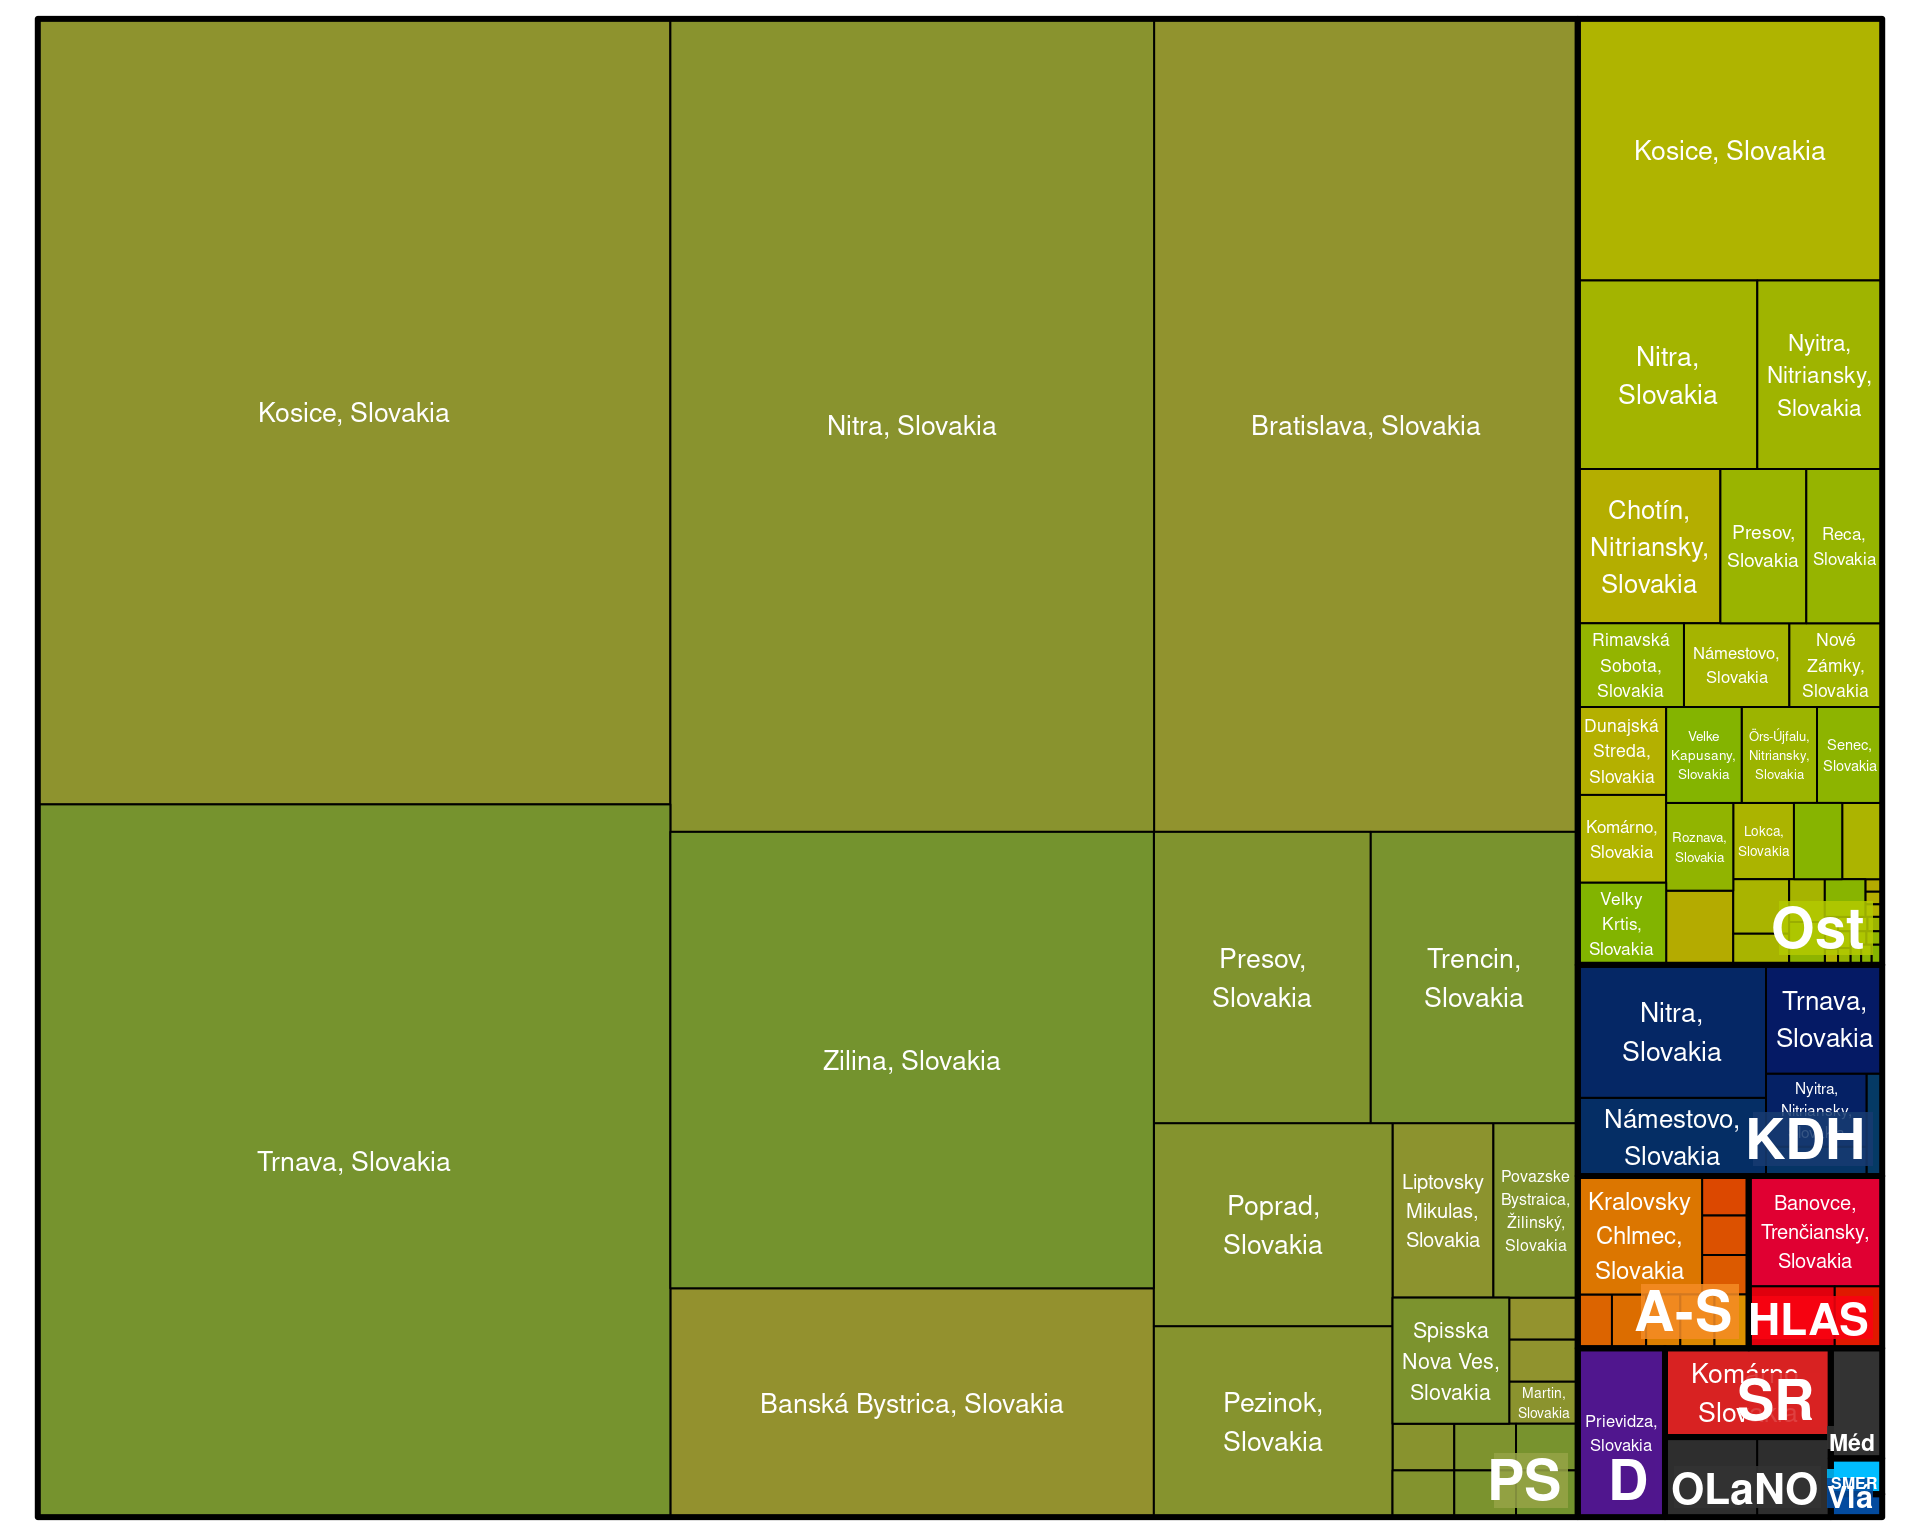 Kosice, Slovakia
Nitra, Slovakia
Bratislava, Slovakia
Trnava, Slovakia
Zilina, Slovakia
Banská Bystrica, Slovakia
Presov,
Slovakia
Trencin,
Slovakia
Poprad,
Slovakia
Liptovsky
Mikulas,
Slovakia
Povazske
Bystraica,
Žilinský,
Slovakia
Pezinok,
Slovakia
Spisska
Nova Ves,
Slovakia
Martin,
Slovakia
PS
Kosice, Slovakia
Nitra,
Slovakia
Nyitra,
Nitriansky,
Slovakia
Chotín,
Nitriansky,
Slovakia
Presov,
Slovakia
Reca,
Slovakia
Rimavská
Sobota,
Slovakia
Námestovo,
Slovakia
Nové
Zámky,
Slovakia
Dunajská
Streda,
Slovakia
Velke
Kapusany,
Slovakia
Örs-Újfalu,
Nitriansky,
Slovakia
Senec,
Slovakia
Komárno,
Slovakia
Roznava,
Slovakia
Lokca,
Slovakia
Velky
Krtis,
Slovakia
Ost
Nitra,
Slovakia
Trnava,
Slovakia
Nyitra,
Nitriansky,
Námestovo,
Slovakia
KDH
Kralovsky
Chlmec,
Slovakia
A-S
Banovce,
Trenčiansky,
Slovakia
HLAS
Prievidza,
Slovakia
D
Komárno,
Slovakia
SR
OLaNO
Méd
SMER
Via